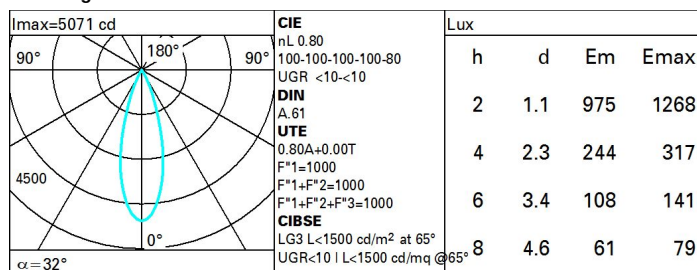 Imax=5071 cd
90°
180°
90°
4500
0°
α=32°
CIE
nL 0.80
100-100-100-100-80
UGR <10-<10
DIN
A.61
UTE
0.80A+0.00T
F"1=1000
F"1+F"2=1000
F"1+F"2+F"3=1000
CIBSE
LG3 L<1500 cd/m² at 65°
UGR<10 | L<1500 cd/mq @65°
Lux
h d Em Emax
2 1.1 975 1268
4 2.3 244 317
6 3.4 108 141
8 4.6 61 79